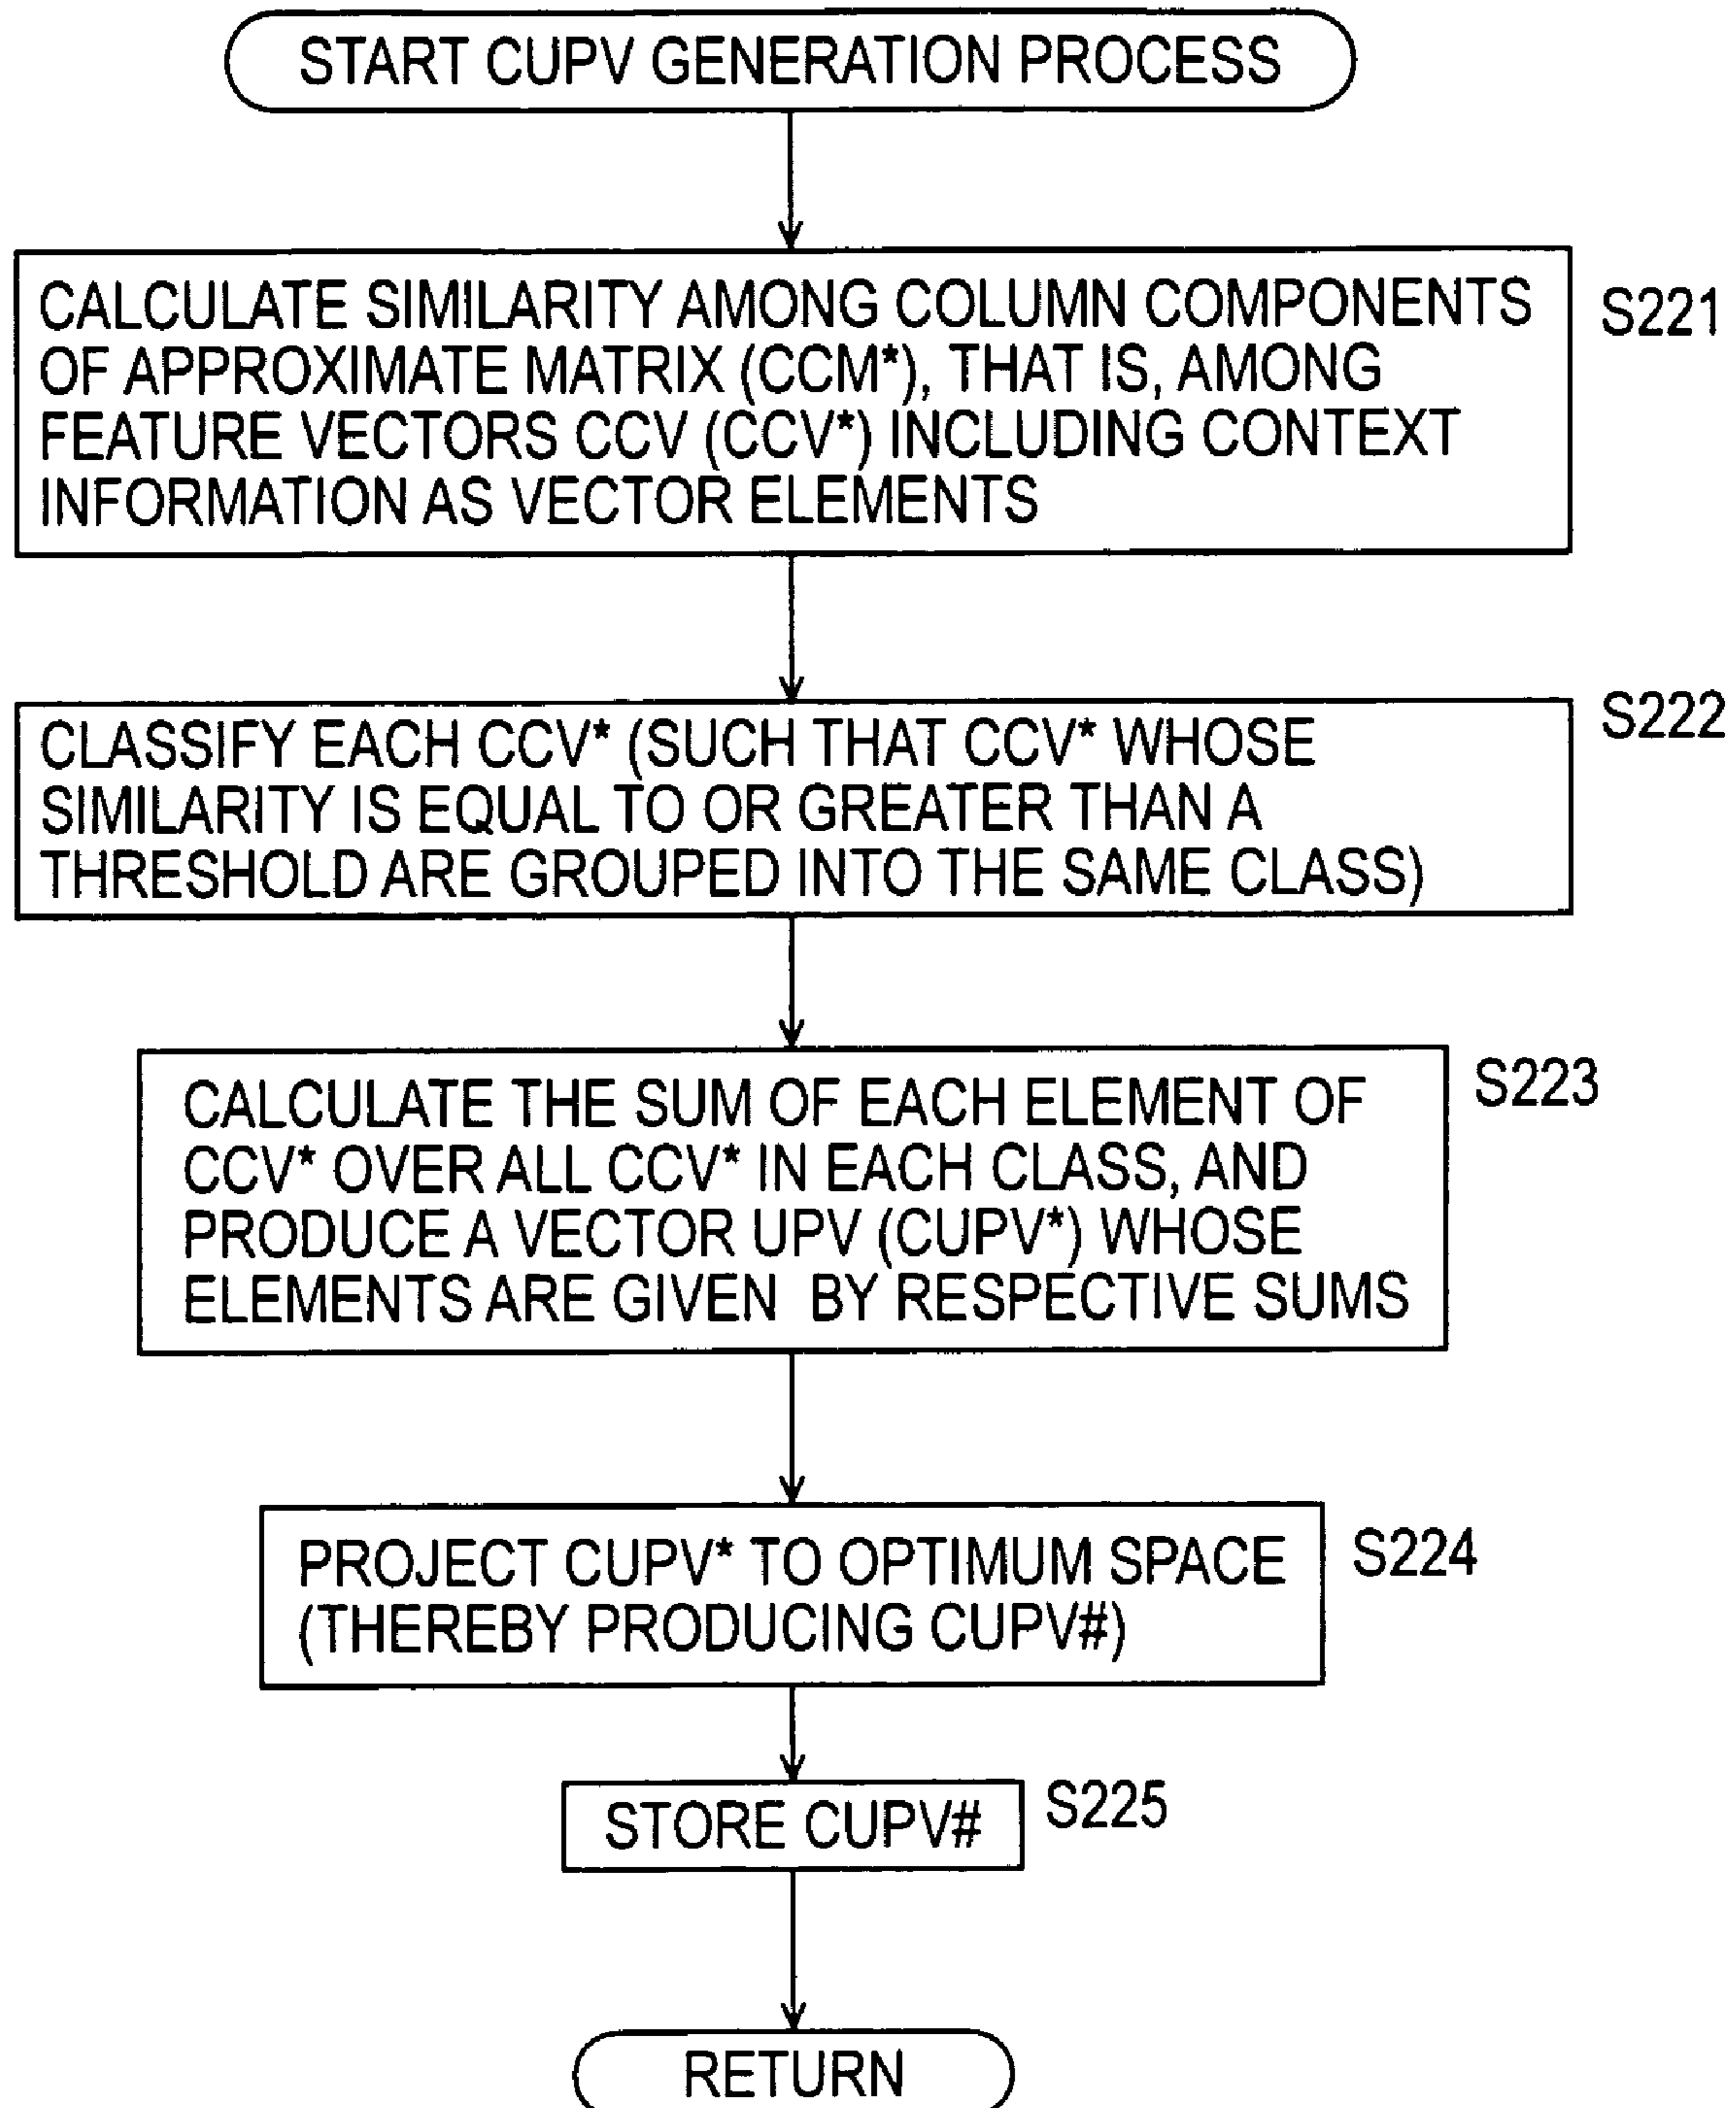 START CUPV GENERATION PROCESS
CALCULATE SIMILARITY AMONG COLUMN COMPONENTS
OF APPROXIMATE MATRIX (CCM*), THAT IS, AMONG
FEATURE VECTORS CCV (CCV*) INCLUDING CONTEXT
INFORMATION AS VECTOR ELEMENTS
S221
CLASSIFY EACH CCV* (SUCH THAT CCV* WHOSE
SIMILARITY IS EQUAL TO OR GREATER THAN A
THRESHOLD ARE GROUPED INTO THE SAME CLASS)
S222
CALCULATE THE SUM OF EACH ELEMENT OF
CCV* OVER ALL CCV* IN EACH CLASS, AND
PRODUCE A VECTOR UPV (CUPV*) WHOSE
ELEMENTS ARE GIVEN BY RESPECTIVE SUMS
S223
PROJECT CUPV* TO OPTIMUM SPACE
(THEREBY PRODUCING CUPV#)
S224
STORE CUPV#
S225
RETURN